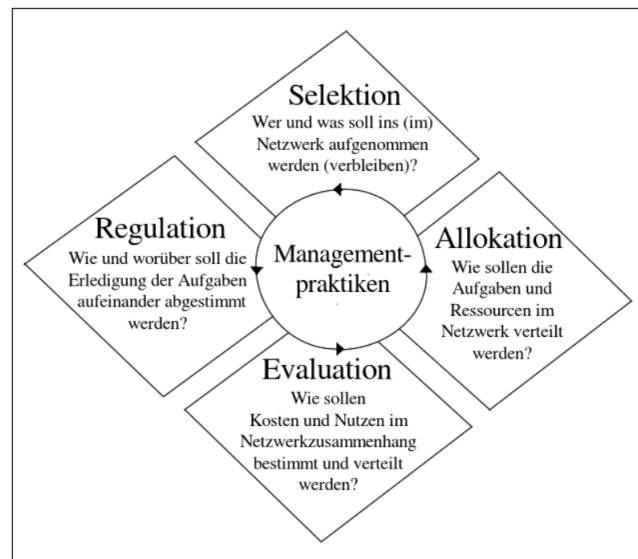 Selektion
Wer und was soll ins (im)
Netzwerk aufgenommen
werden (verbleiben)?
Regulation
Wie und worüber soll die
Erledigung der Aufgaben
aufeinander abgestimmt
werden?
Management-
praktiken
Allokation
Wie sollen die
Aufgaben und
Ressourcen im
Netzwerk verteilt
werden?
Evaluation
Wie sollen
Kosten und Nutzen im
Netzwerkzusammenhang
bestimmt und verteilt
werden?